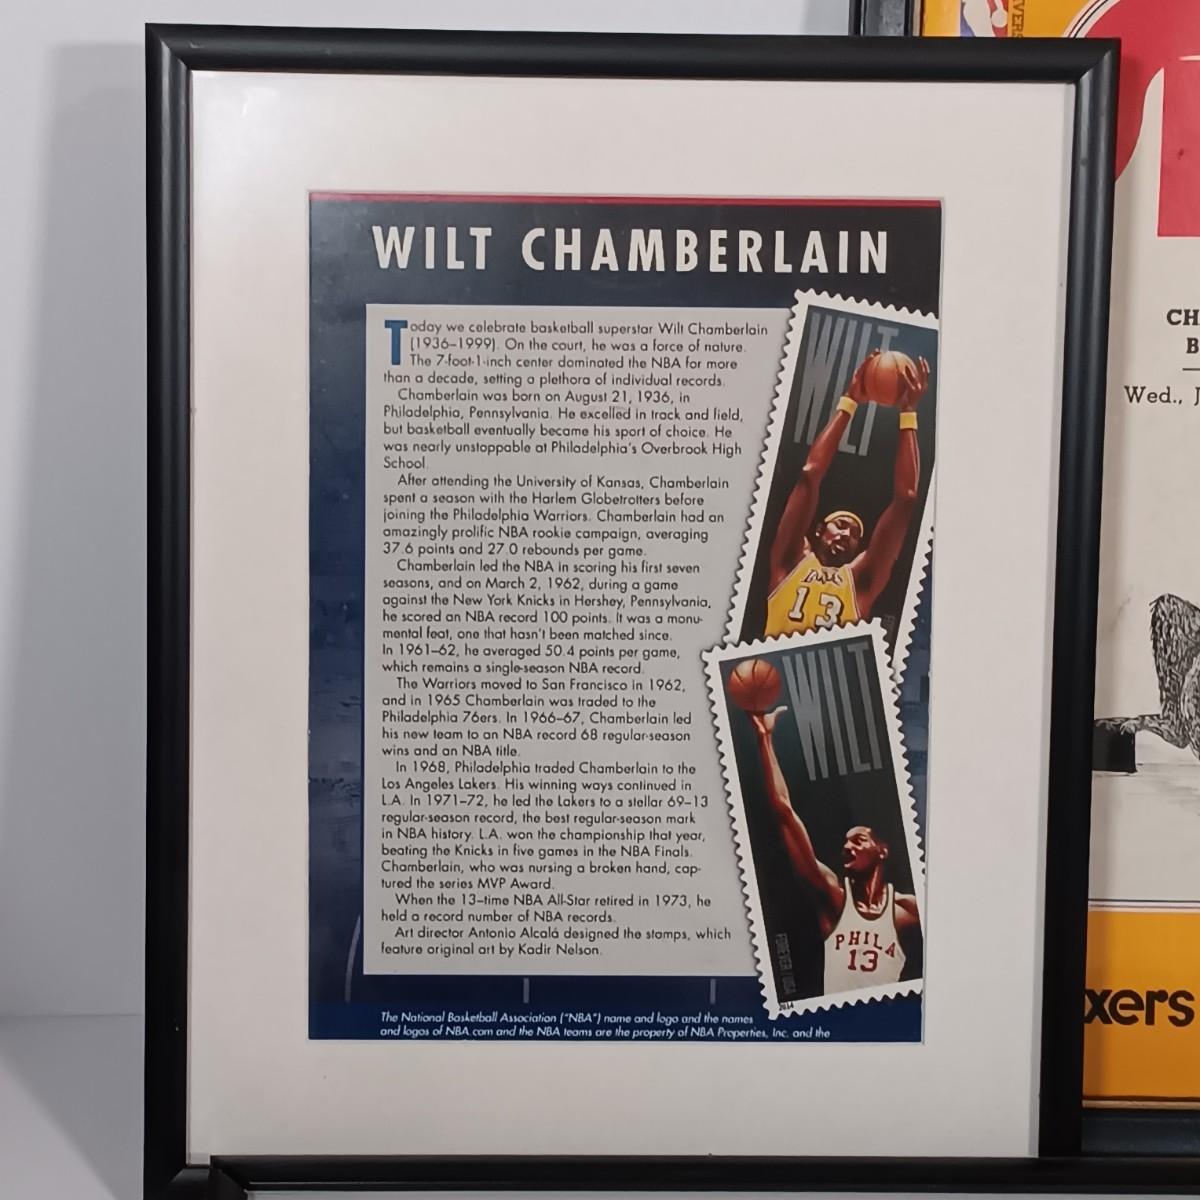 WILT CHAMBERLAIN
Today we celebrate basketball superstar Wilt Chamberlain
(1936–1999). On the court, he was a force of nature.
The 7-foot-1-inch center dominated the NBA for more
than a decade, setting a plethora of individual records.
Chamberlain was born on August 21, 1936, in
Philadelphia, Pennsylvania. He excelled in track and field,
but basketball eventually became his sport of choice. He
was nearly unstoppable at Philadelphia's Overbrook High
School.
After attending the University of Kansas, Chamberlain
spent a season with the Harlem Globetrotters before
joining the Philadelphia Warriors. Chamberlain had an
amazingly prolific NBA rookie campaign, averaging
37.6 points and 27.0 rebounds per game.
Chamberlain led the NBA in scoring his first seven
seasons, and on March 2, 1962, during a game
against the New York Knicks in Hershey, Pennsylvania,
he scored an NBA record 100 points. It was a monu-
mental feat, one that hasn't been matched since.
In 1961–62, he averaged 50.4 points per game,
which remains a single-season NBA record.
The Warriors moved to San Francisco in 1962,
and in 1965 Chamberlain was traded to the
Philadelphia 76ers. In 1966–67, Chamberlain led
his new team to an NBA record 68 regular-season
wins and an NBA title.
In 1968, Philadelphia traded Chamberlain to the
Los Angeles Lakers. His winning ways continued in
L.A. In 1971–72, he led the Lakers to a stellar 69–13
regular-season record, the best regular-season mark
in NBA history. L.A. won the championship that year,
beating the Knicks in five games in the NBA Finals.
Chamberlain, who was nursing a broken hand, cap-
tured the series MVP Award.
When the 13-time NBA All-Star retired in 1973, he
held a record number of NBA records.
Art director Antonio Alcalá designed the stamps, which
feature original art by Kadir Nelson.
The National Basketball Association ("NBA") name and logo and the names
and logos of NBA.com and the NBA teams are the property of NBA Properties, Inc. and the
WILT
LAKERS
13
WILT
PHILA
13
FOREVER USA
2014
CH
B
Wed., J
xers